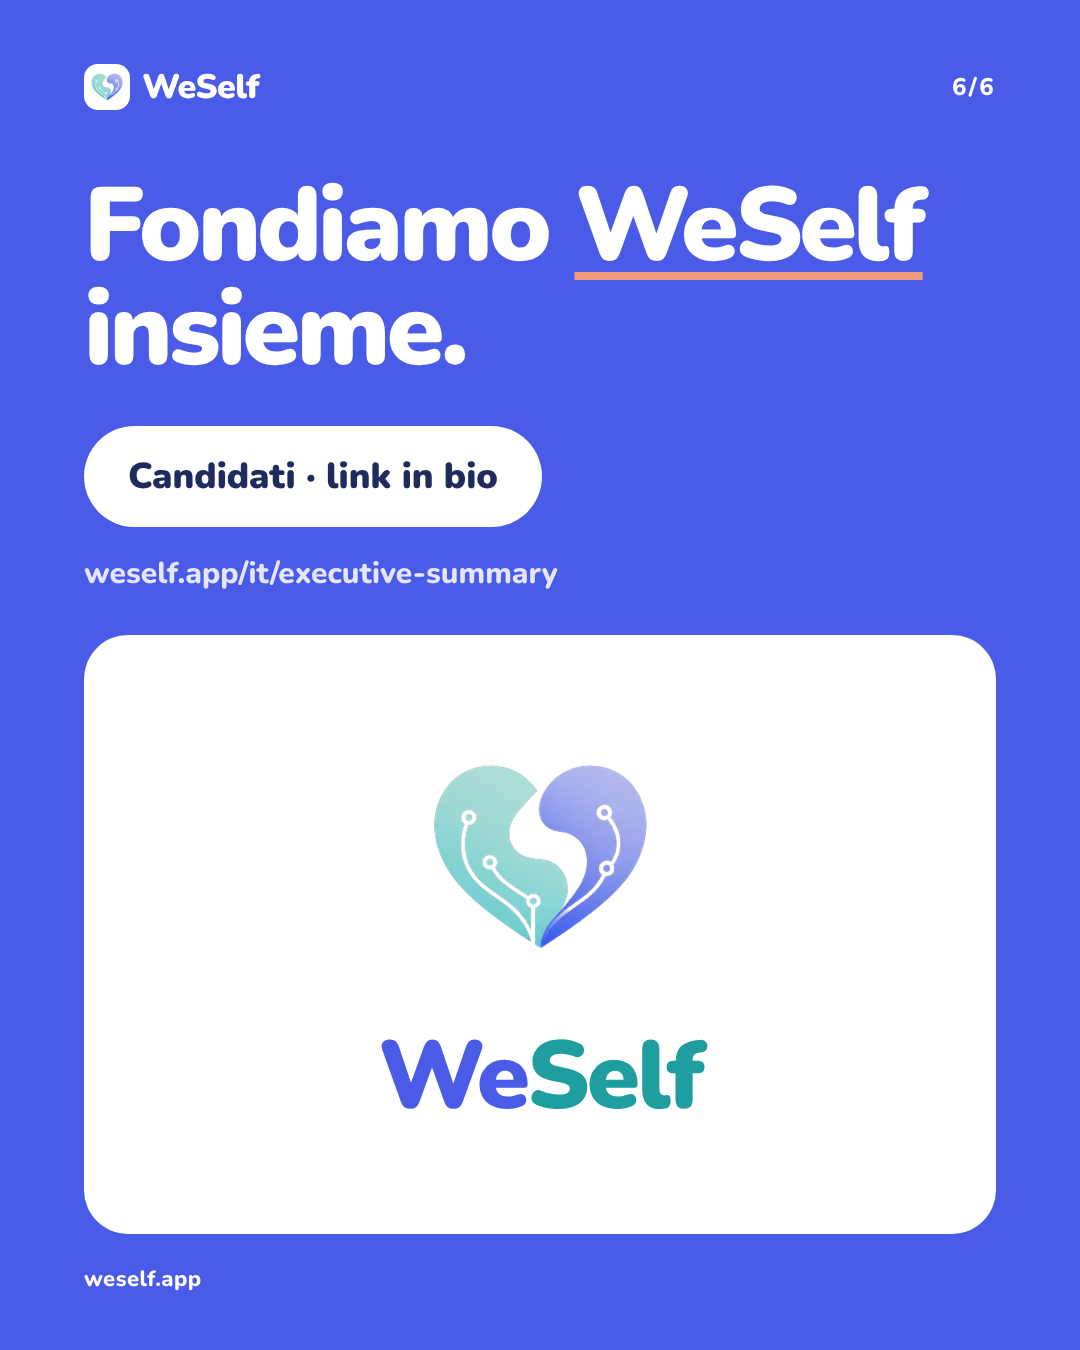 WeSelf
6/6
Fondiamo WeSelf
insieme.
Candidati · link in bio
weself.app/it/executive-summary
WeSelf
weself.app